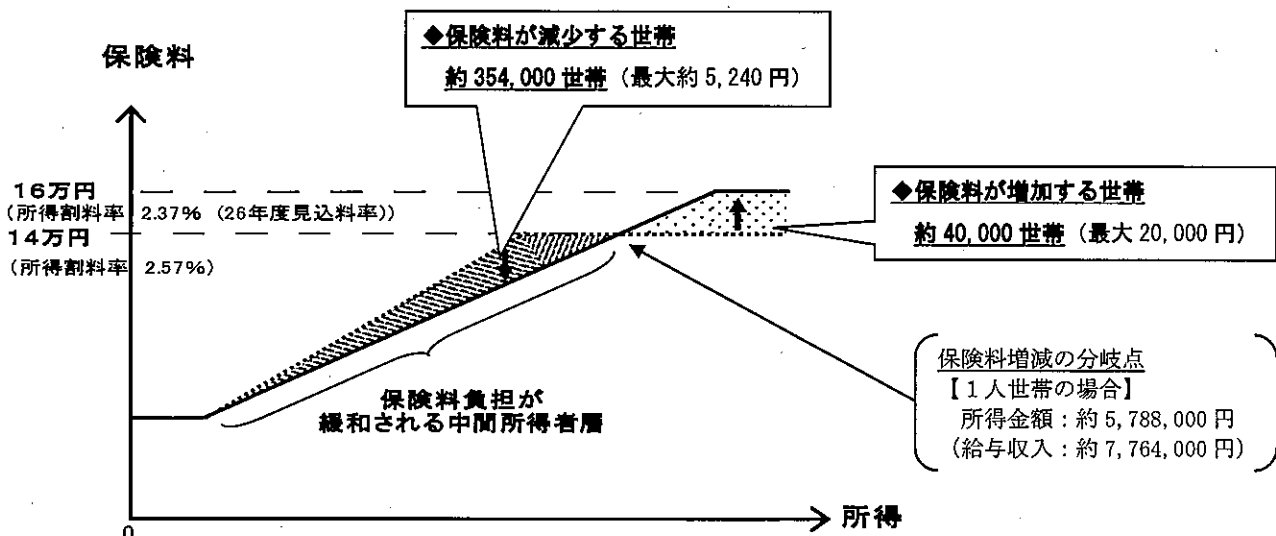 ◆保険料が減少する世帯
約 354,000 世帯 (最大約 5,240 円)
保険料
16万円
(所得割料率 2.37% (26年度見込料率))
14万円
(所得割料率 2.57%)
◆保険料が増加する世帯
約 40,000 世帯 (最大 20,000 円)
保険料増減の分岐点
【1人世帯の場合】
所得金額：約 5,788,000 円
(給与収入：約 7,764,000 円)
保険料負担が
緩和される中間所得者層
0
所得